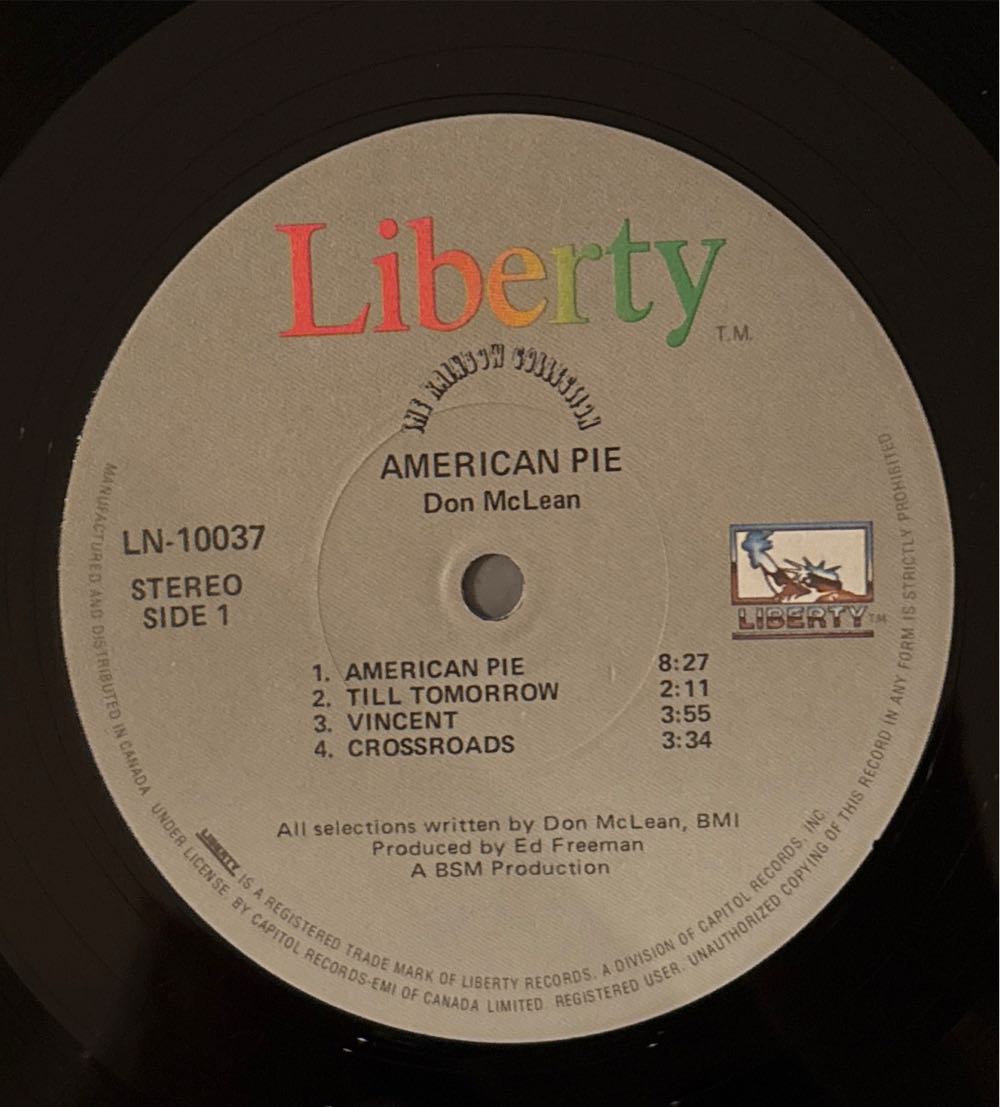 Liberty T.M.
THE RAINBOW COLLECTION
AMERICAN PIE
Don McLean
LN-10037
STEREO
SIDE 1
LIBERTY TM
1. AMERICAN PIE 8:27
2. TILL TOMORROW 2:11
3. VINCENT 3:55
4. CROSSROADS 3:34
All selections written by Don McLean, BMI
Produced by Ed Freeman
A BSM Production
LIBERTY IS A REGISTERED TRADE MARK OF LIBERTY RECORDS, A DIVISION OF CAPITOL RECORDS, INC.
MANUFACTURED AND DISTRIBUTED IN CANADA UNDER LICENSE, BY CAPITOL RECORDS-EMI OF CANADA LIMITED. REGISTERED USER. UNAUTHORIZED COPYING OF THIS RECORD IN ANY FORM IS STRICTLY PROHIBITED